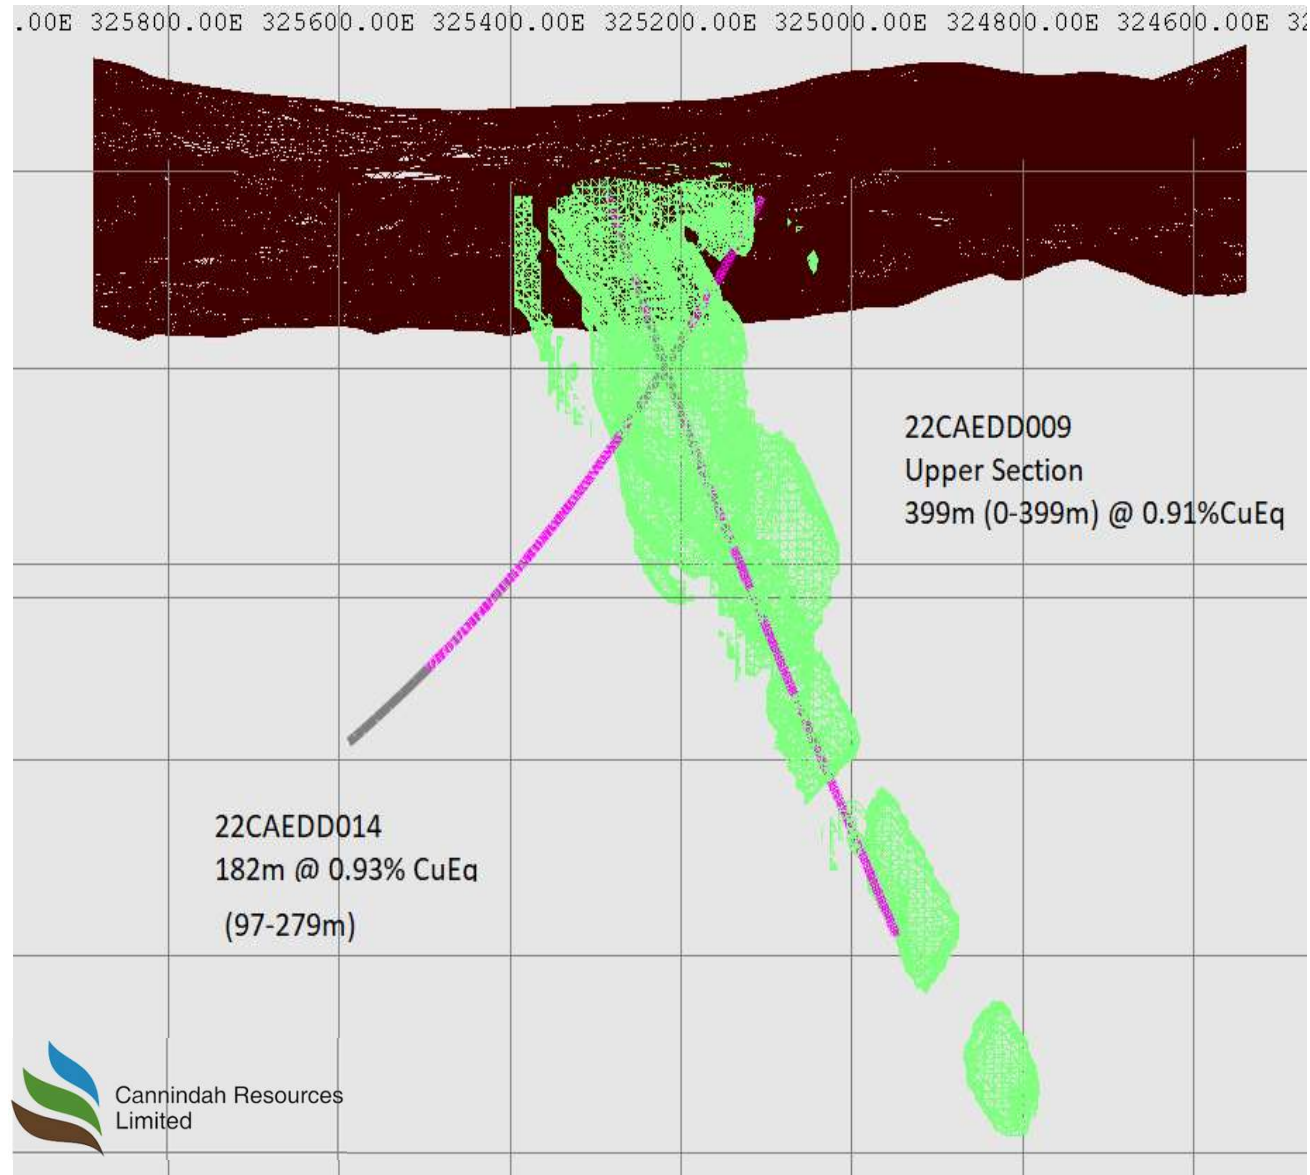 .00E 325800.00E 325600.00E 325400.00E 325200.00E 325000.00E 324800.00E 324600.00E 32
22CAEDD009
Upper Section
399m (0-399m) @ 0.91%CuEq
22CAEDD014
182m @ 0.93% CuEq
(97-279m)
Cannindah Resources
Limited